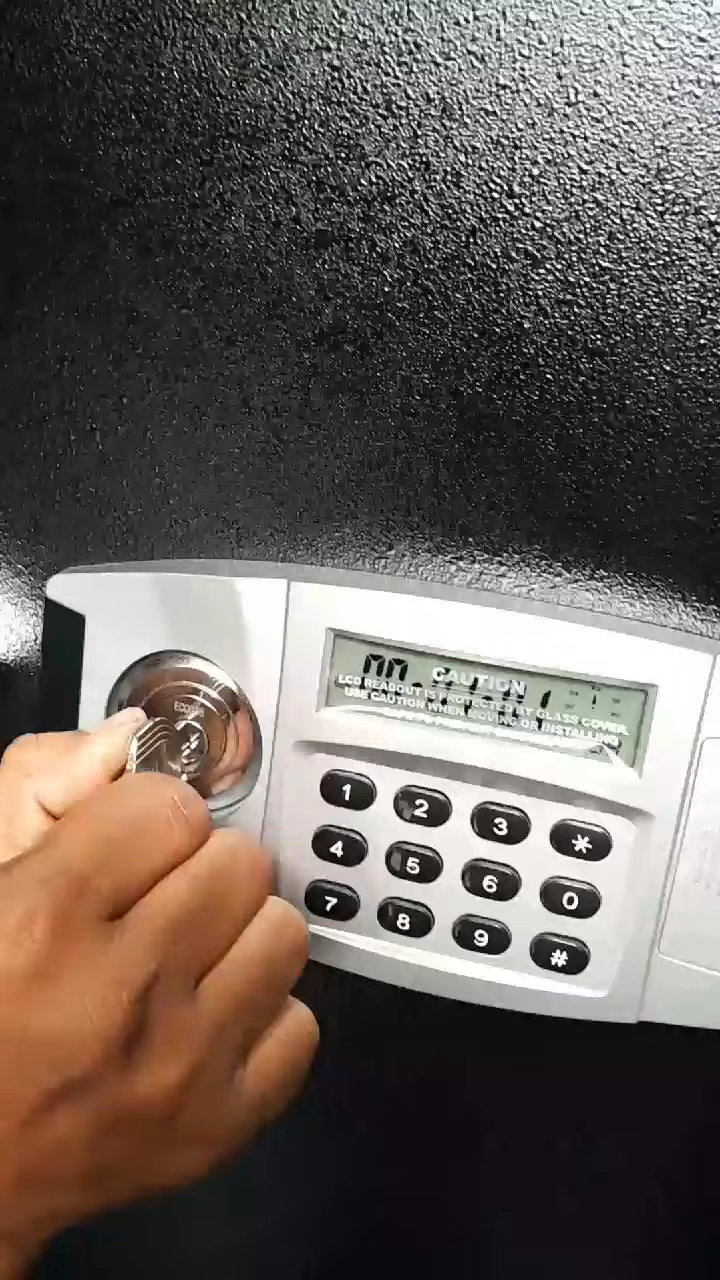 CAUTION
LCD READOUT IS PROTECTED BY GLASS COVER.
USE CAUTION WHEN MOVING OR INSTALLING
1 2 3 *
4 5 6 0
7 8 9 #